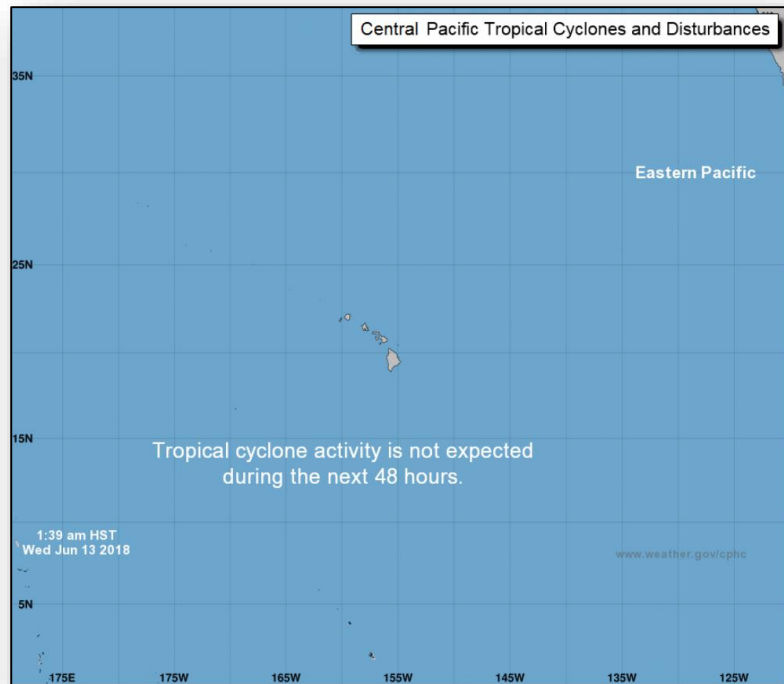 Central Pacific Tropical Cyclones and Disturbances
35N
Eastern Pacific
25N
15N
Tropical cyclone activity is not expected
during the next 48 hours.
1:39 am HST
Wed Jun 13 2018
www.weather.gov/cphc
5N
175E 175W 165W 155W 145W 135W 125W